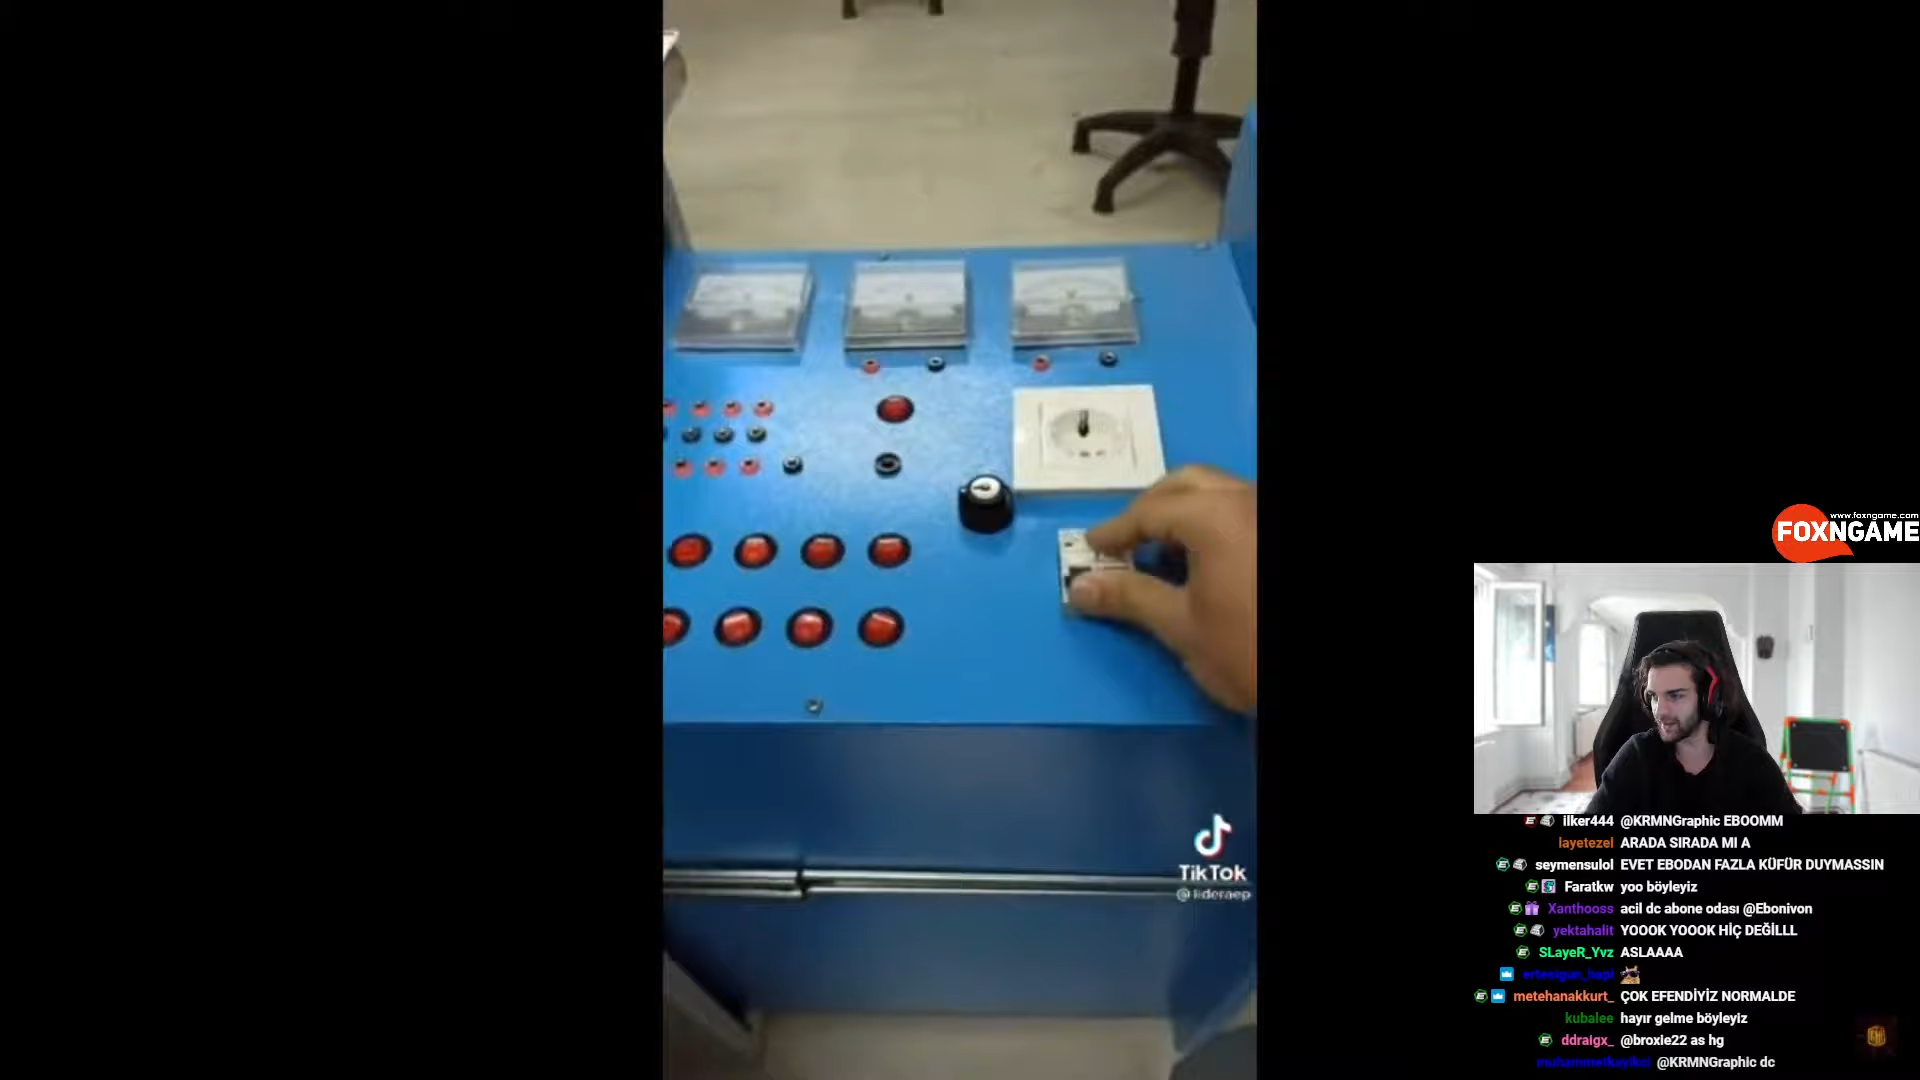 www.foxngame.com
FOXNGAME
TikTok
@lideraep
ilker444 @KRMNGraphic EBOOMM
layetezel ARADA SIRADA MI A
seymensulol EVET EBODAN FAZLA KÜFÜR DUYMASSIN
Faratkw yoo böyleyiz
Xanthooss acil dc abone odası @Ebonivon
yektahalit YOOOK YOOOK HİÇ DEĞİLLL
SLayeR_Yvz ASLAAAA
metehanakkurt_ ÇOK EFENDİYİZ NORMALDE
kubalee hayır gelme böyleyiz
ddraigx_ @broxie22 as hg
@KRMNGraphic dc